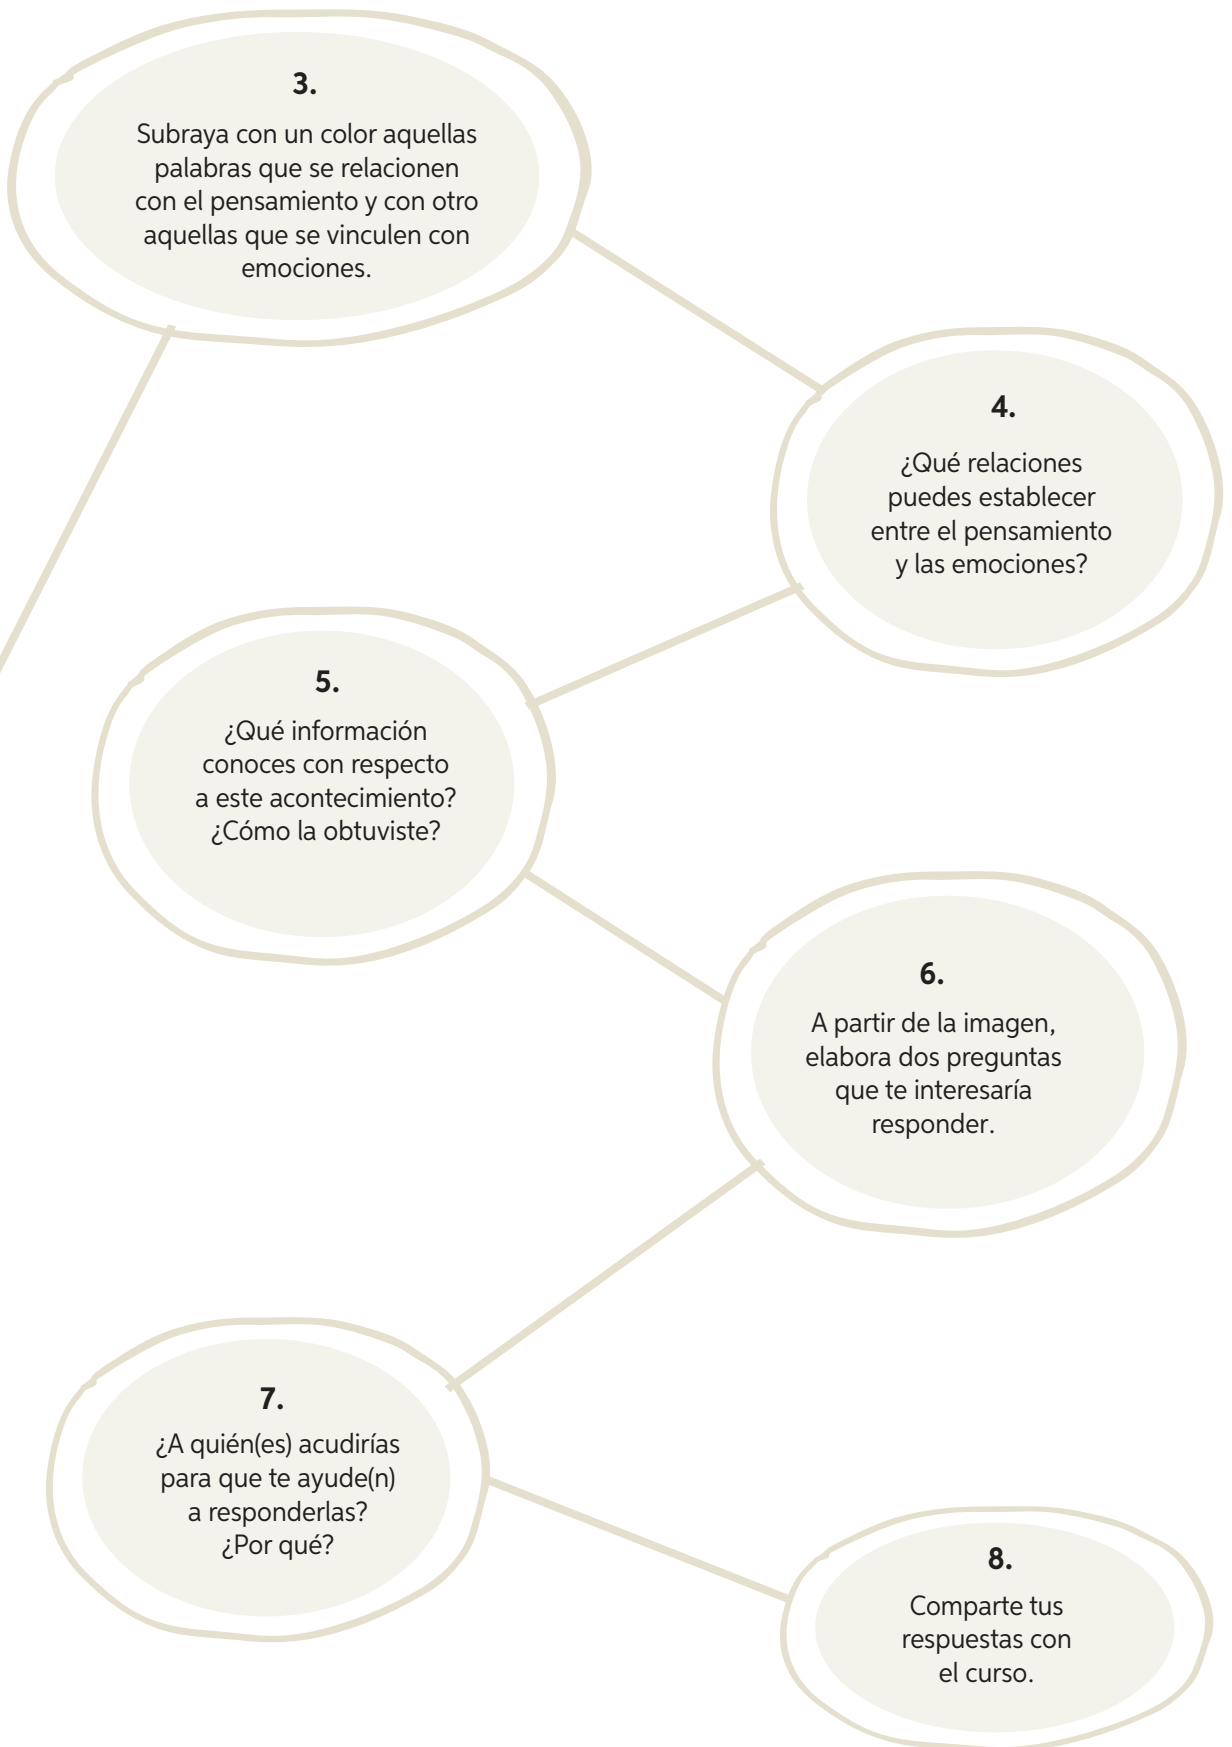 3.
Subraya con un color aquellas
palabras que se relacionen
con el pensamiento y con otro
aquellas que se vinculen con
emociones.
4.
¿Qué relaciones
puedes establecer
entre el pensamiento
y las emociones?
5.
¿Qué información
conoces con respecto
a este acontecimiento?
¿Cómo la obtuviste?
6.
A partir de la imagen,
elabora dos preguntas
que te interesaría
responder.
7.
¿A quién(es) acudirías
para que te ayude(n)
a responderlas?
¿Por qué?
8.
Comparte tus
respuestas con
el curso.